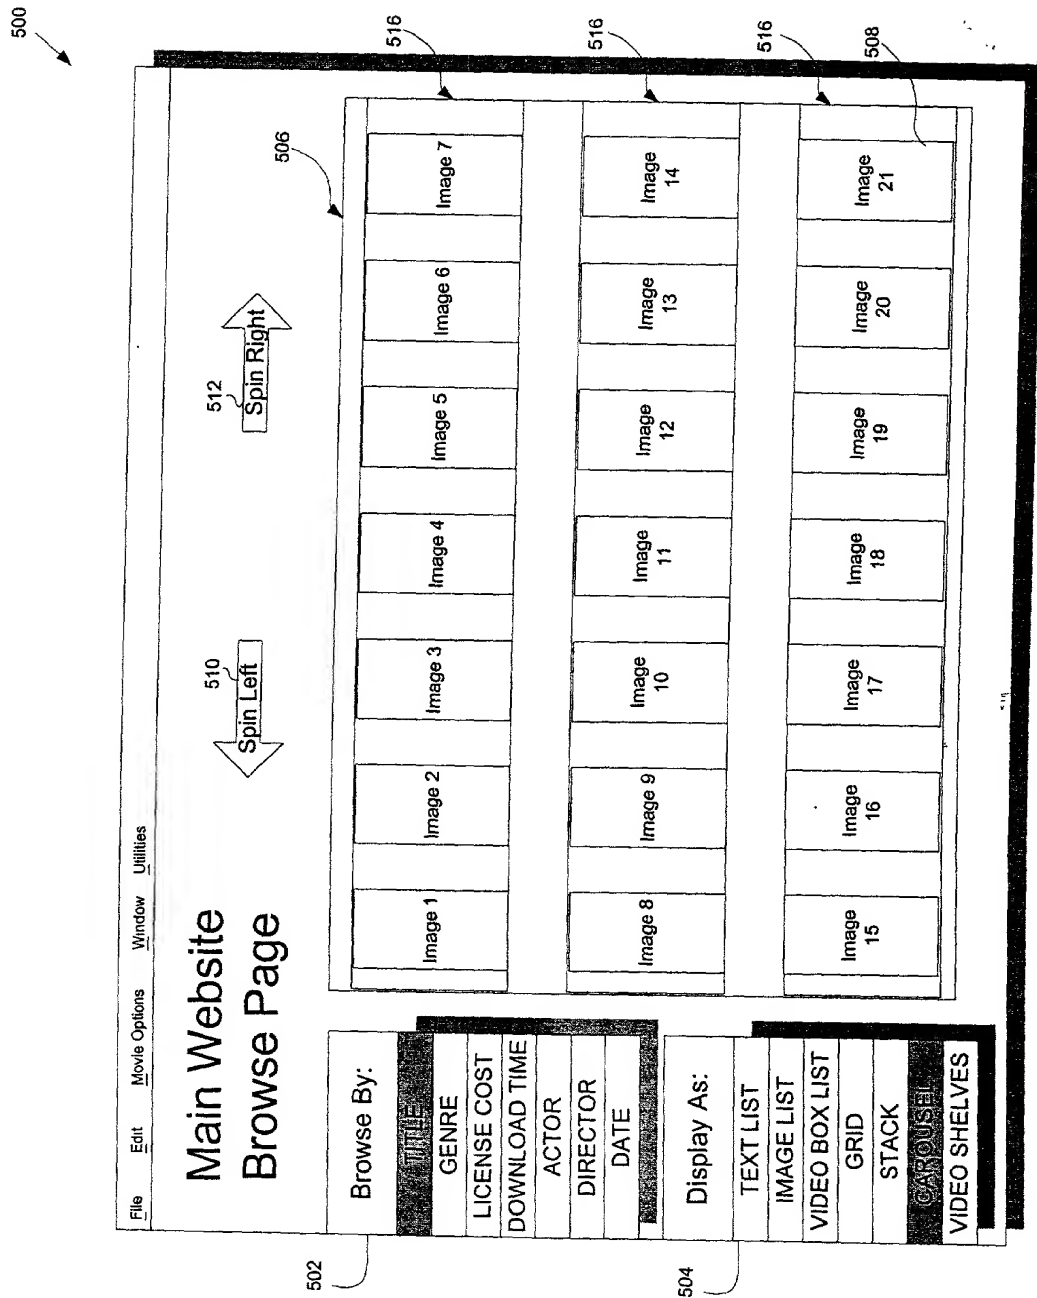 500
File Edit Movie Options Window Utilities
Main Website
Browse Page
510
Spin Left
512
Spin Right
506
502
Browse By:
TITLE
GENRE
LICENSE COST
DOWNLOAD TIME
ACTOR
DIRECTOR
DATE
504
Display As:
TEXT LIST
IMAGE LIST
VIDEO BOX LIST
GRID
STACK
CAROUSEL
VIDEO SHELVES
Image 1
Image 2
Image 3
Image 4
Image 5
Image 6
Image 7
516
Image 8
Image 9
Image
10
Image
11
Image
12
Image
13
Image
14
516
Image
15
Image
16
Image
17
Image
18
Image
19
Image
20
Image
21
516
508